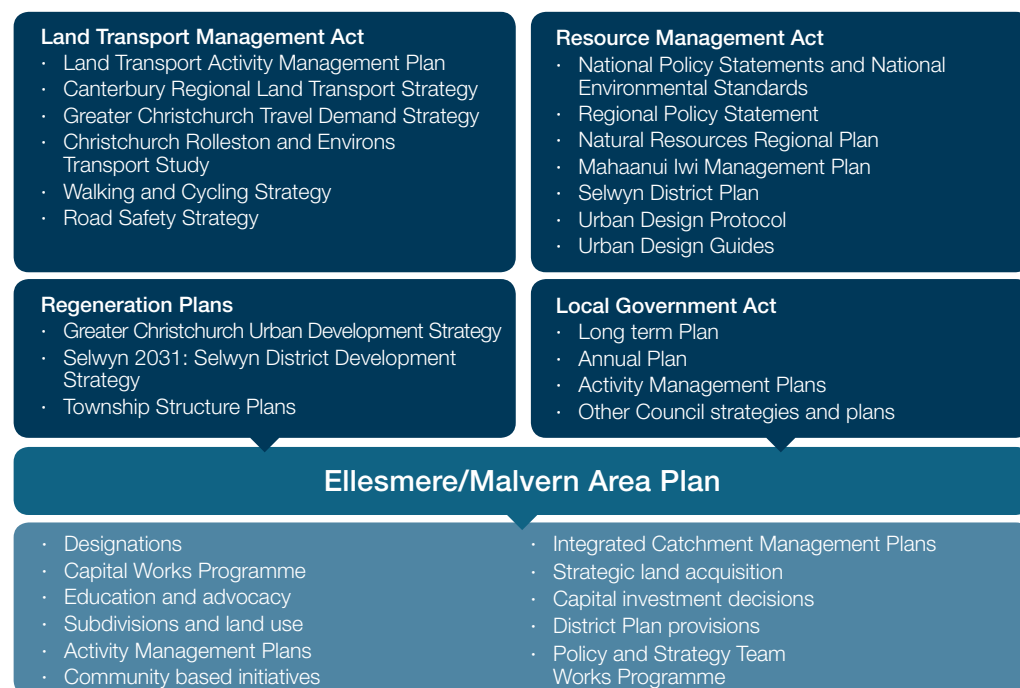 Land Transport Management Act
· Land Transport Activity Management Plan
· Canterbury Regional Land Transport Strategy
· Greater Christchurch Travel Demand Strategy
· Christchurch Rolleston and Environs
Transport Study
· Walking and Cycling Strategy
· Road Safety Strategy
Resource Management Act
· National Policy Statements and National
Environmental Standards
· Regional Policy Statement
· Natural Resources Regional Plan
· Mahaanui Iwi Management Plan
· Selwyn District Plan
· Urban Design Protocol
· Urban Design Guides
Regeneration Plans
· Greater Christchurch Urban Development Strategy
· Selwyn 2031: Selwyn District Development
Strategy
· Township Structure Plans
Local Government Act
· Long term Plan
· Annual Plan
· Activity Management Plans
· Other Council strategies and plans
Ellesmere/Malvern Area Plan
· Designations
· Capital Works Programme
· Education and advocacy
· Subdivisions and land use
· Activity Management Plans
· Community based initiatives
· Integrated Catchment Management Plans
· Strategic land acquisition
· Capital investment decisions
· District Plan provisions
· Policy and Strategy Team
Works Programme